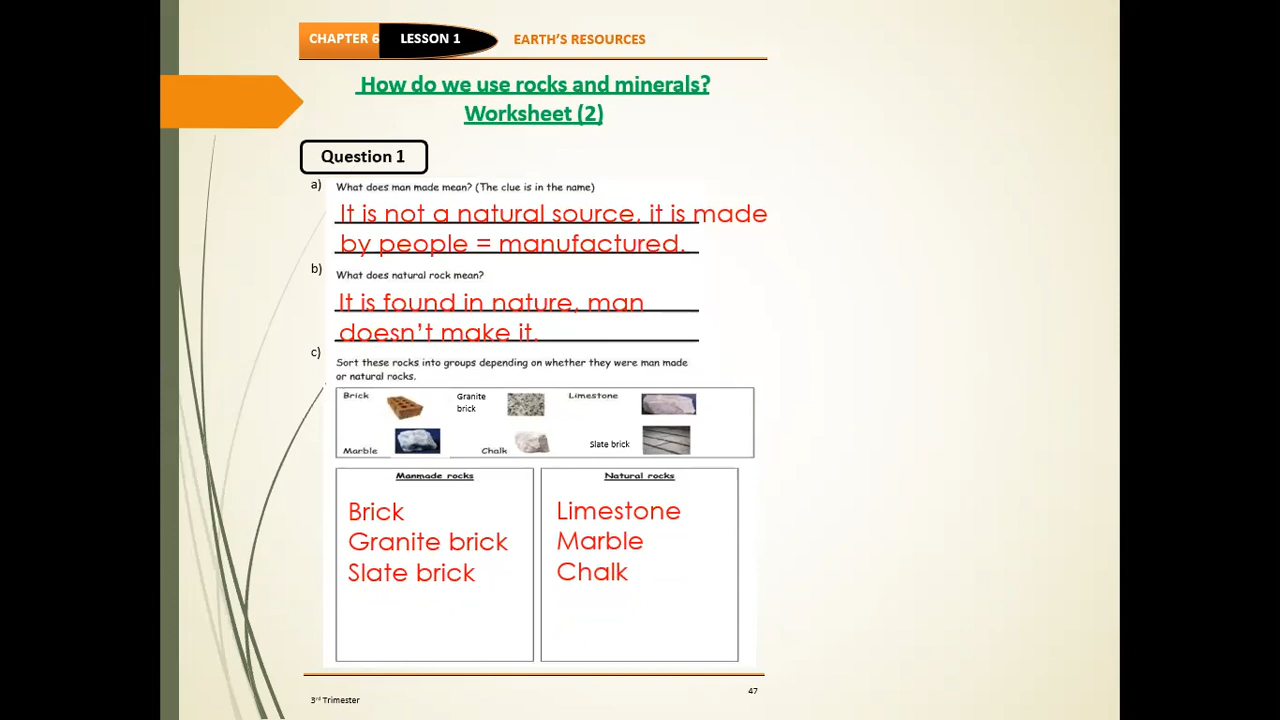 CHAPTER 6 LESSON 1 EARTH'S RESOURCES
How do we use rocks and minerals?
Worksheet (2)
Question 1
a) What does man made mean? (The clue is in the name)
It is not a natural source, it is made
by people = manufactured.
b) What does natural rock mean?
It is found in nature, man
doesn't make it.
c) Sort these rocks into groups depending on whether they were man made
or natural rocks.
Brick Granite brick Limestone
Marble Chalk Slate brick
Manmade rocks
Brick
Granite brick
Slate brick
Natural rocks
Limestone
Marble
Chalk
47
3rd Trimester